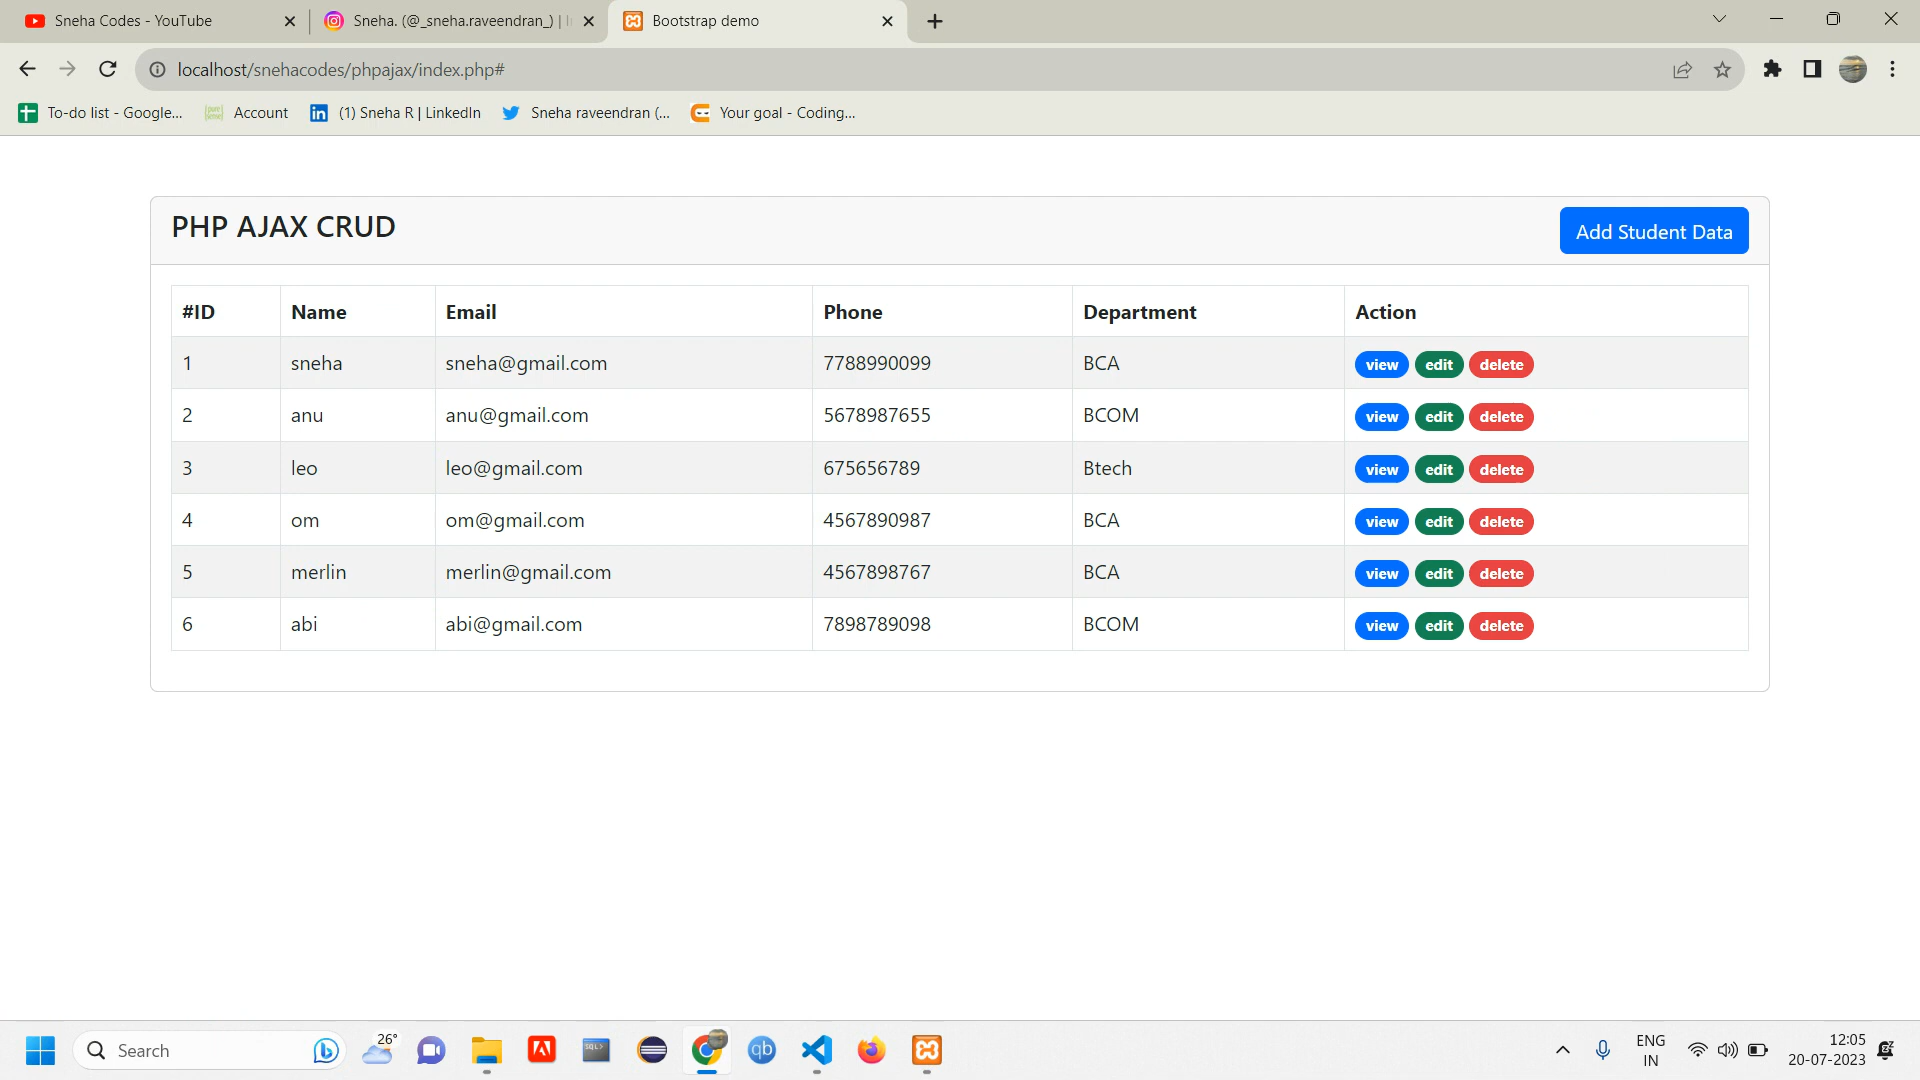 Sneha Codes - YouTube
Sneha. (@_sneha.raveendran_) |
Bootstrap demo
localhost/snehacodes/phpajax/index.php#
To-do list - Google...
Account
(1) Sneha R | LinkedIn
Sneha raveendran (...
Your goal - Coding...
PHP AJAX CRUD
Add Student Data
#ID Name Email Phone Department Action
1 sneha sneha@gmail.com 7788990099 BCA view edit delete
2 anu anu@gmail.com 5678987655 BCOM view edit delete
3 leo leo@gmail.com 675656789 Btech view edit delete
4 om om@gmail.com 4567890987 BCA view edit delete
5 merlin merlin@gmail.com 4567898767 BCA view edit delete
6 abi abi@gmail.com 7898789098 BCOM view edit delete
Search
26°
qb
ENG
IN
12:05
20-07-2023